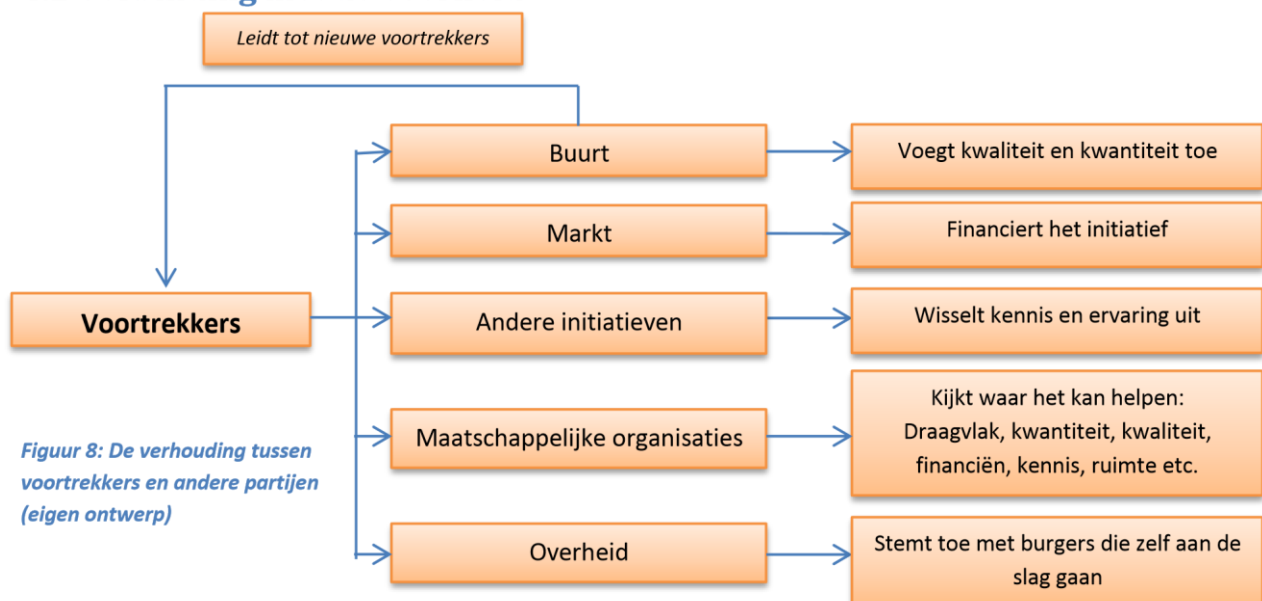 g
Leidt tot nieuwe voortrekkers
Buurt
Voegt kwaliteit en kwantiteit toe
Markt
Financiert het initiatief
Voortrekkers
Andere initiatieven
Wisselt kennis en ervaring uit
Maatschappelijke organisaties
Kijkt waar het kan helpen:
Draagvlak, kwantiteit, kwaliteit,
financiën, kennis, ruimte etc.
Figuur 8: De verhouding tussen
voortrekkers en andere partijen
(eigen ontwerp)
Overheid
Stemt toe met burgers die zelf aan de
slag gaan